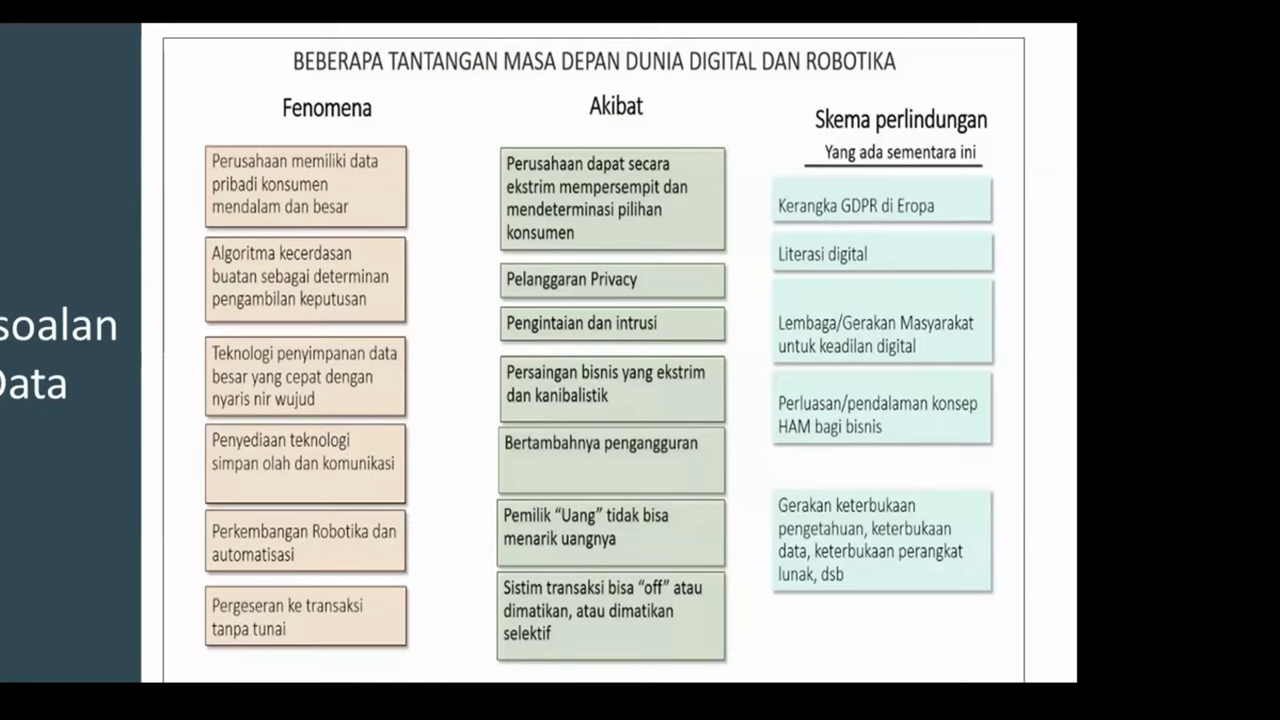 BEBERAPA TANTANGAN MASA DEPAN DUNIA DIGITAL DAN ROBOTIKA
Fenomena
Perusahaan memiliki data
pribadi konsumen
mendalam dan besar
Algoritma kecerdasan
buatan sebagai determinan
pengambilan keputusan
Teknologi penyimpanan data
besar yang cepat dengan
nyaris nir wujud
Penyediaan teknologi
simpan olah dan komunikasi
Perkembangan Robotika dan
automatisasi
Pergeseran ke transaksi
tanpa tunai
Akibat
Perusahaan dapat secara
ekstrim mempersempit dan
mendeterminasi pilihan
konsumen
Pelanggaran Privacy
Pengintaian dan intrusi
Persaingan bisnis yang ekstrim
dan kanibalistik
Bertambahnya pengangguran
Pemilik “Uang” tidak bisa
menarik uangnya
Sistim transaksi bisa “off” atau
dimatikan, atau dimatikan
selektif
Skema perlindungan
Yang ada sementara ini
Kerangka GDPR di Eropa
Literasi digital
Lembaga/Gerakan Masyarakat
untuk keadilan digital
Perluasan/pendalaman konsep
HAM bagi bisnis
Gerakan keterbukaan
pengetahuan, keterbukaan
data, keterbukaan perangkat
lunak, dsb